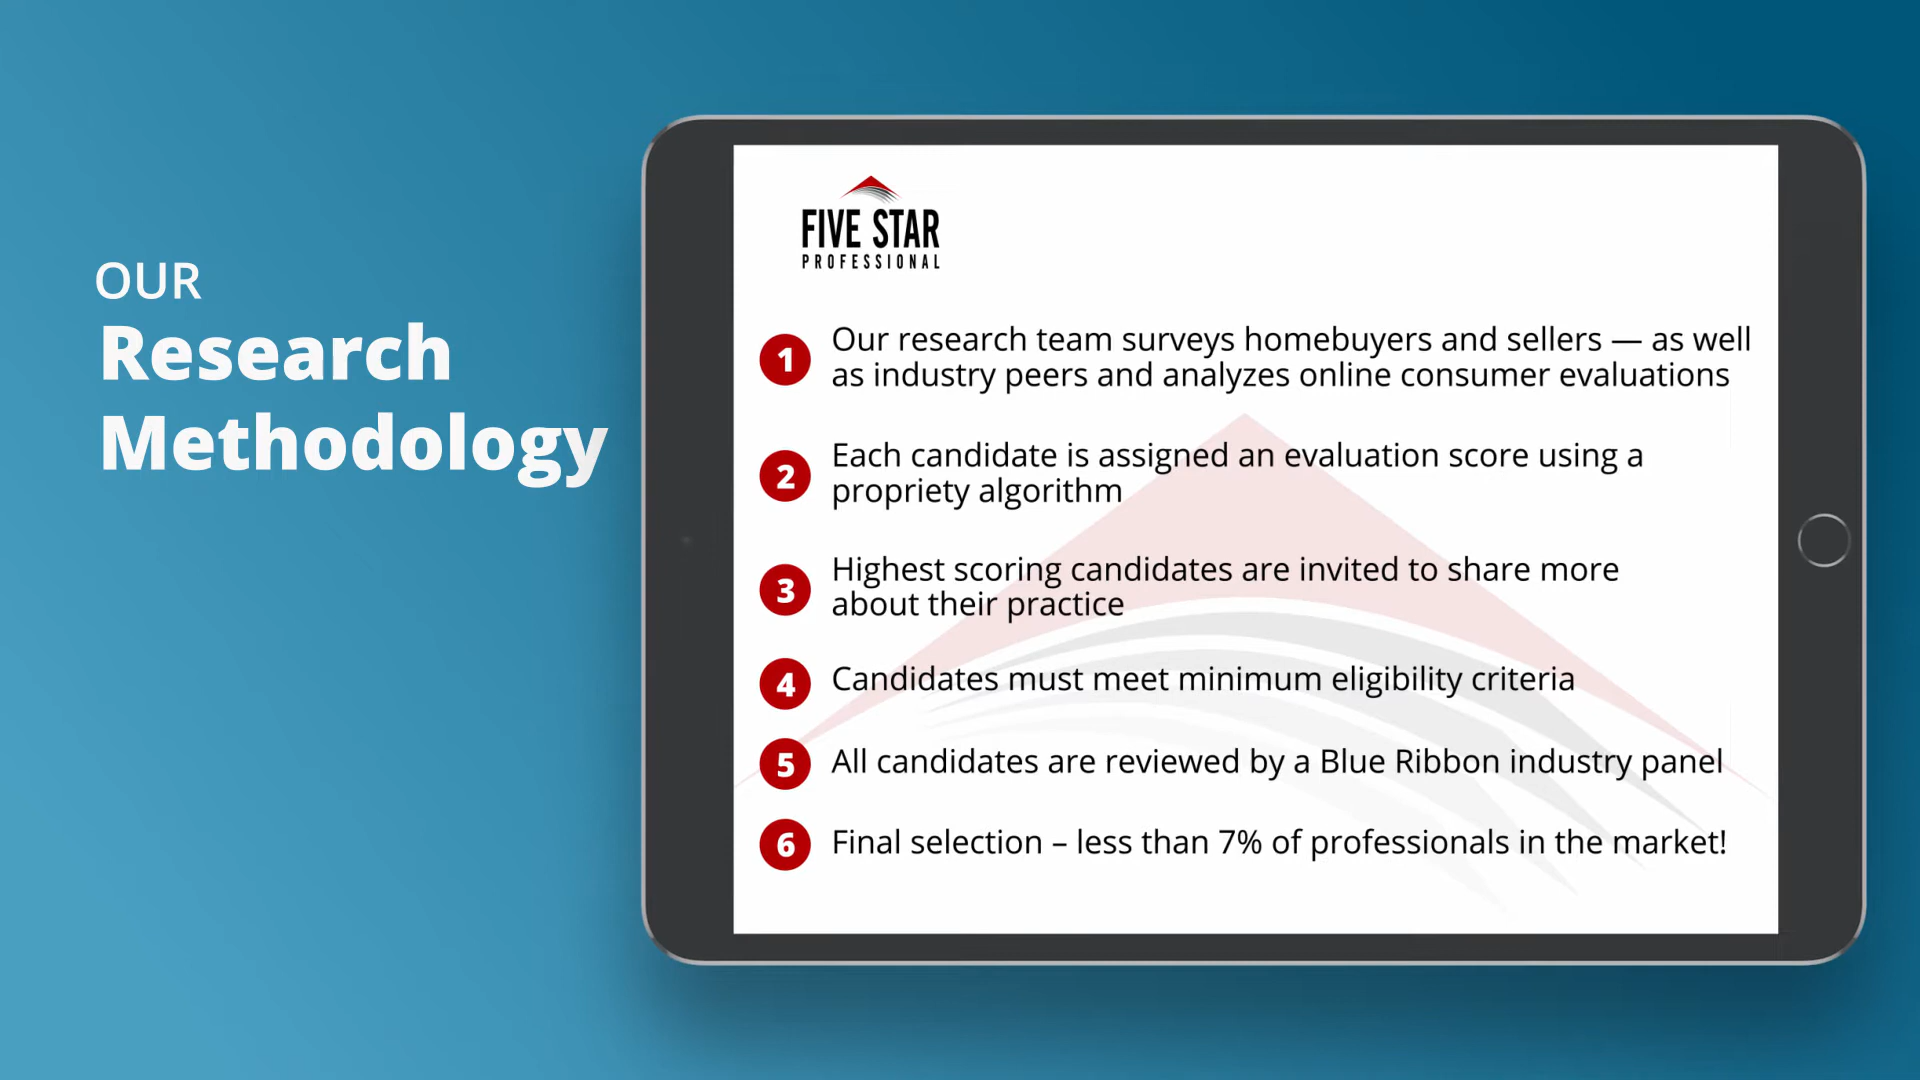 OUR
Research
Methodology
FIVE STAR
PROFESSIONAL
1 Our research team surveys homebuyers and sellers — as well
as industry peers and analyzes online consumer evaluations
2 Each candidate is assigned an evaluation score using a
propriety algorithm
3 Highest scoring candidates are invited to share more
about their practice
4 Candidates must meet minimum eligibility criteria
5 All candidates are reviewed by a Blue Ribbon industry panel
6 Final selection – less than 7% of professionals in the market!